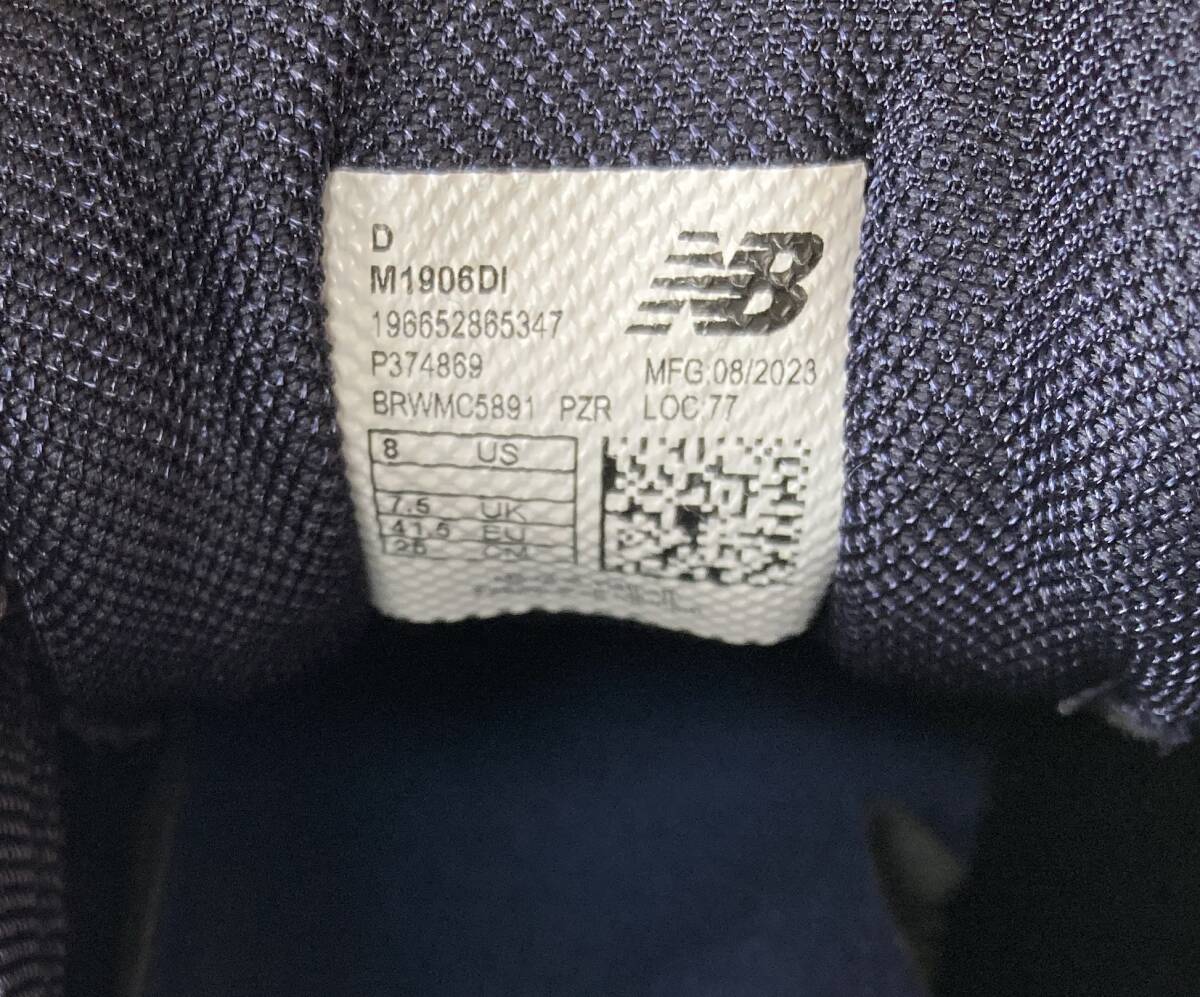 D
M1906DI
196652865347
P374869
BRWMC5891 PZR
NB
MFG:08/2023
LOC:77
8 US
7.5 UK
41.5 EU
26 CM